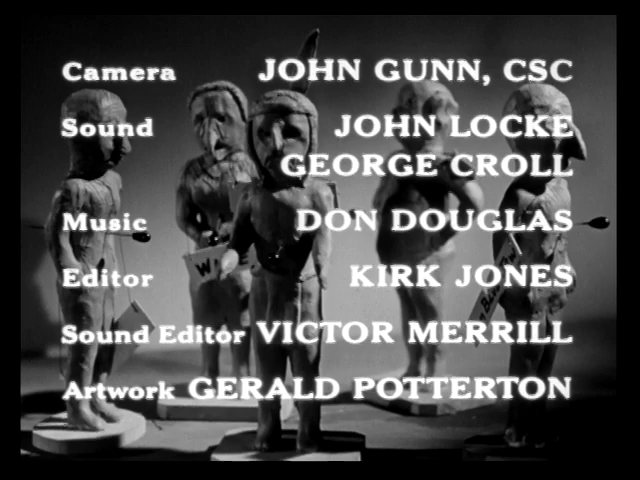 Camera JOHN GUNN, CSC
Sound JOHN LOCKE
GEORGE CROLL
Music DON DOUGLAS
Editor KIRK JONES
Sound Editor VICTOR MERRILL
Artwork GERALD POTTERTON